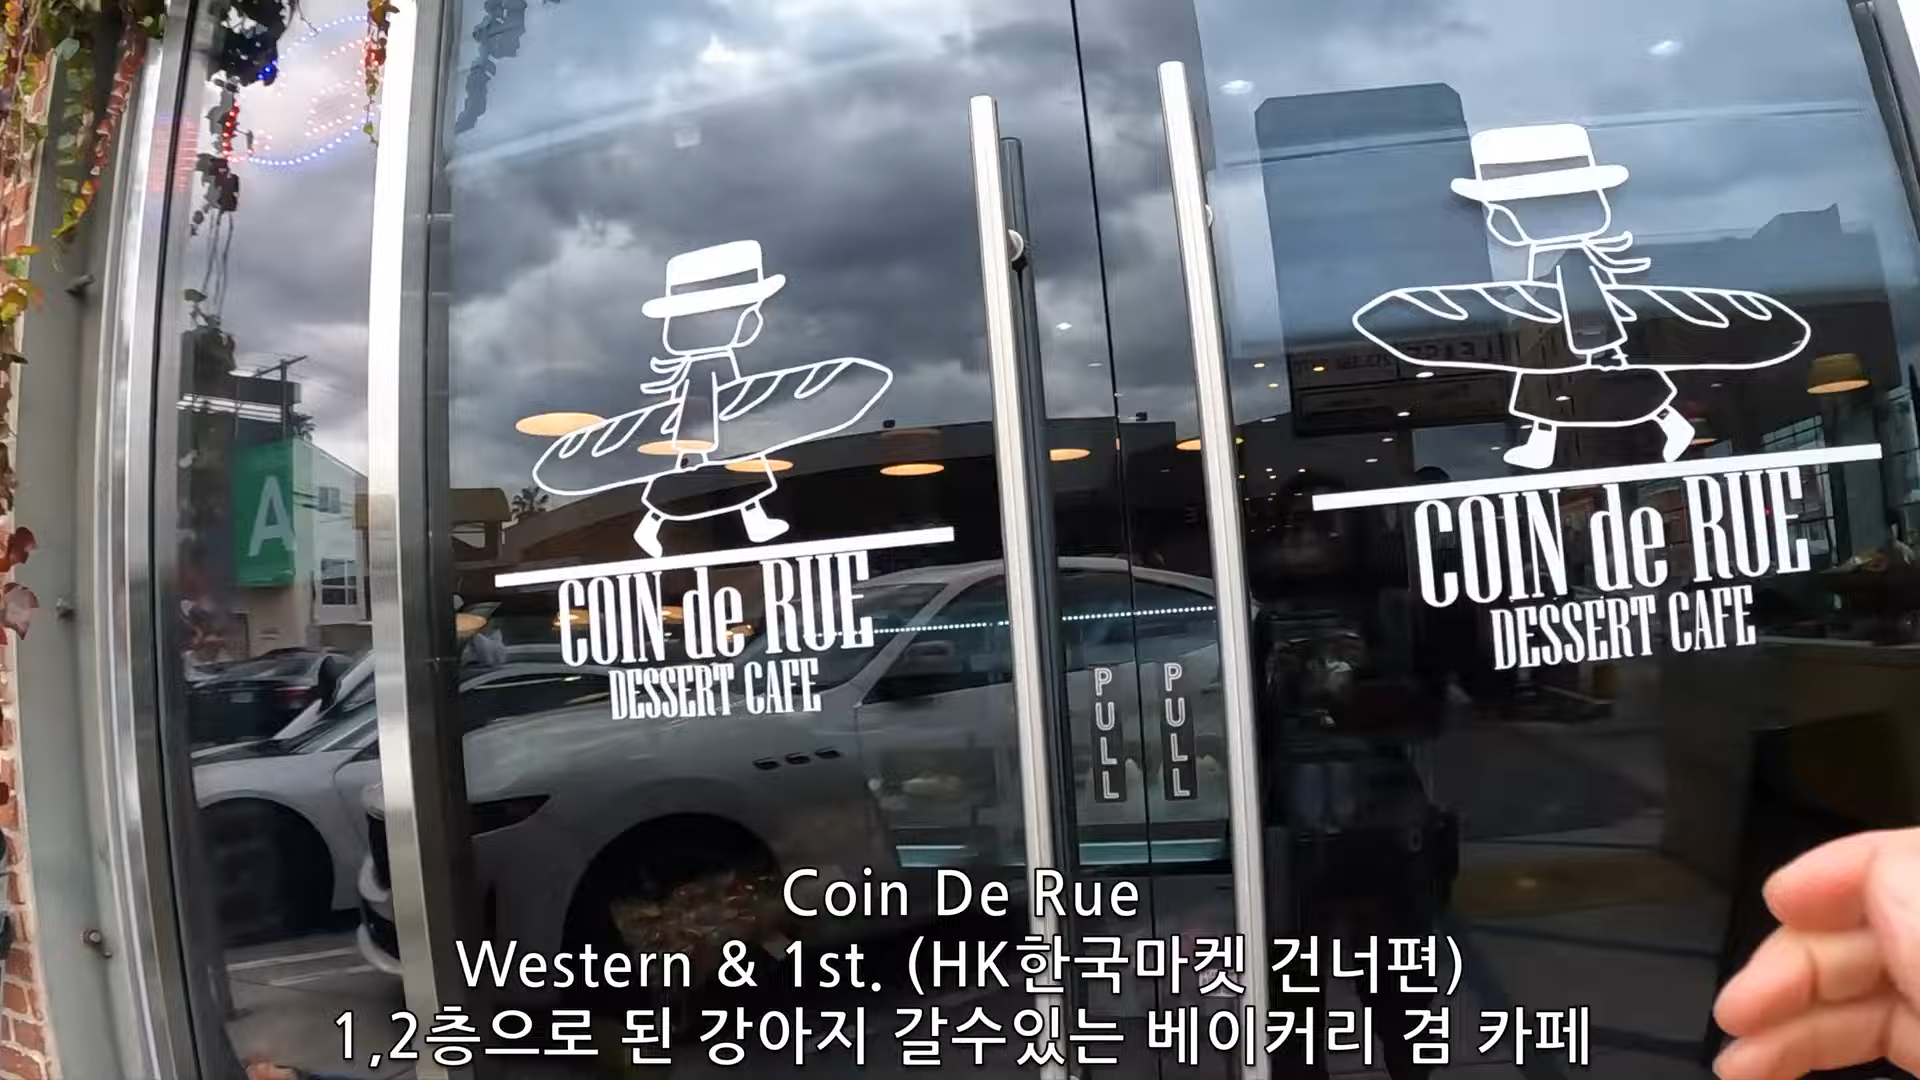 A
COIN de RUE
DESSERT CAFE
PULL
PULL
COIN de RUE
DESSERT CAFE
Coin De Rue
Western & 1st. (HK한국마켓 건너편)
1,2층으로 된 강아지 갈수있는 베이커리 겸 카페